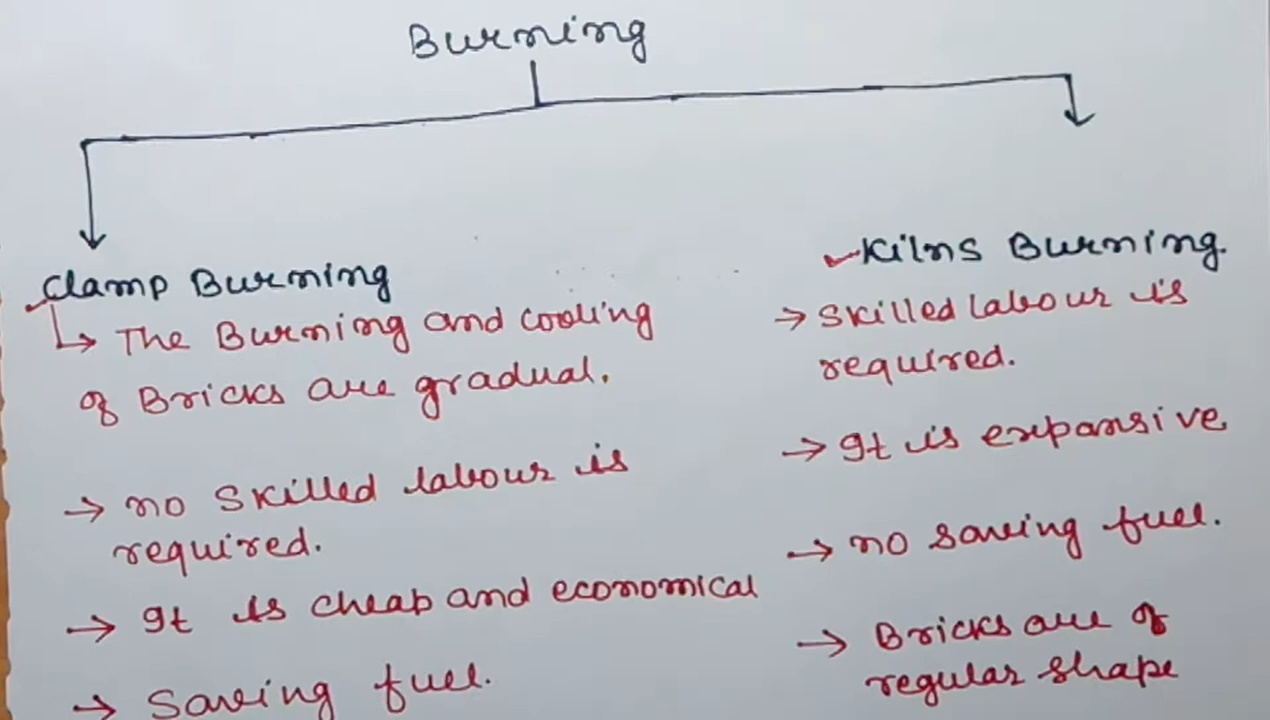 Burning
Clamp Burning
The Burning and cooling
of Bricks are gradual.
→ no skilled labour is
required.
→ It is cheap and economical
→ Saving fuel.
Kilns Burning.
→ Skilled labour is
required.
→ It is expansive
→ no saving fuel.
→ Bricks are of
regular shape